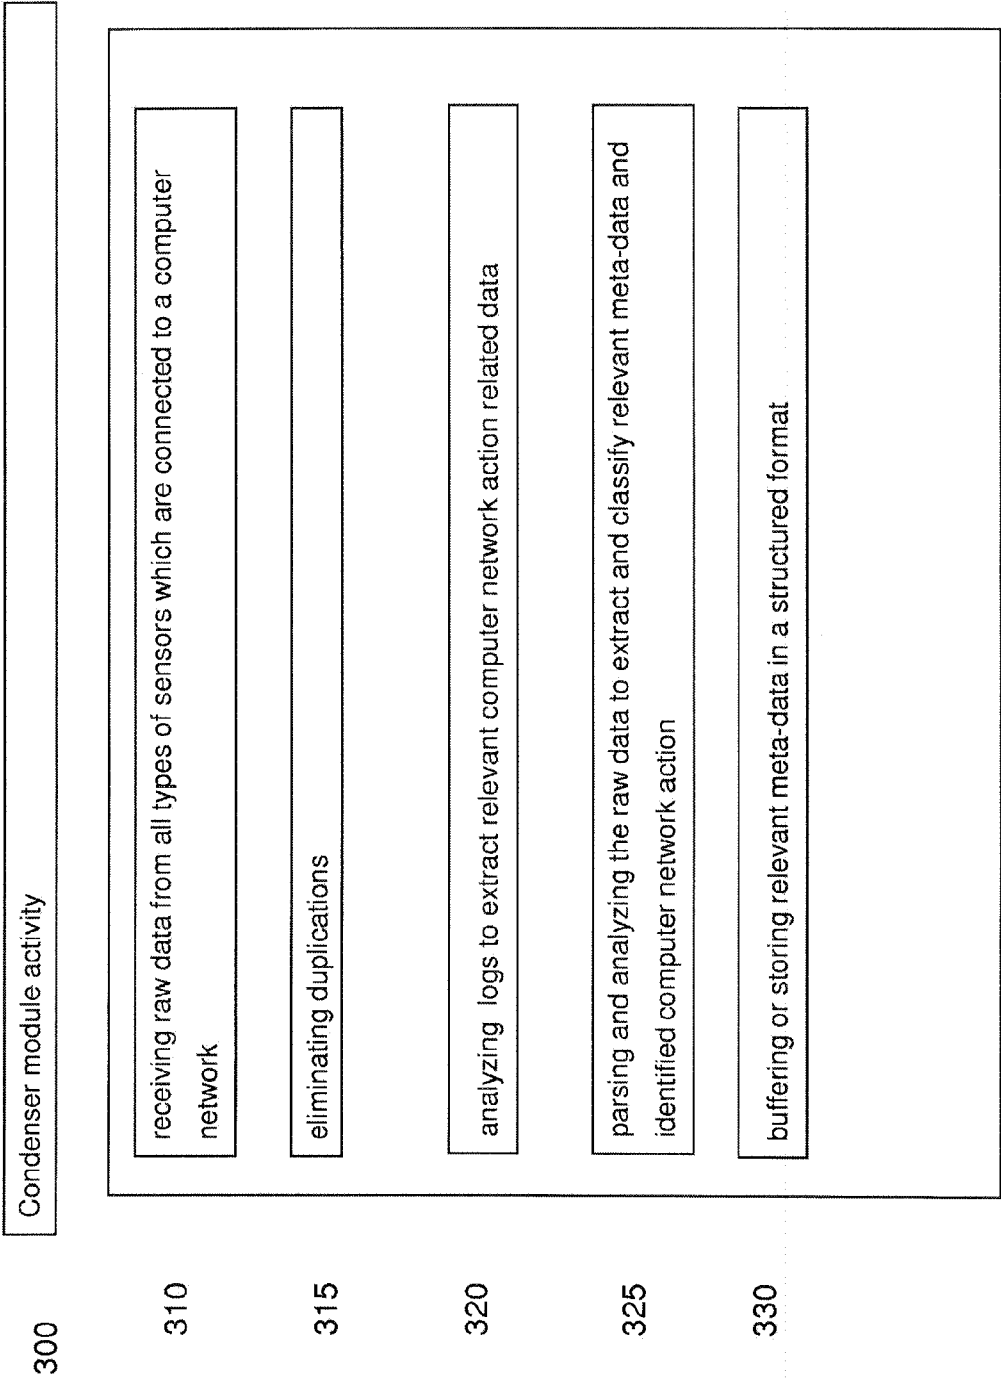 300
Condenser module activity
310
receiving raw data from all types of sensors which are connected to a computer
network
315
eliminating duplications
320
analyzing logs to extract relevant computer network action related data
325
parsing and analyzing the raw data to extract and classify relevant meta-data and
identified computer network action
330
buffering or storing relevant meta-data in a structured format